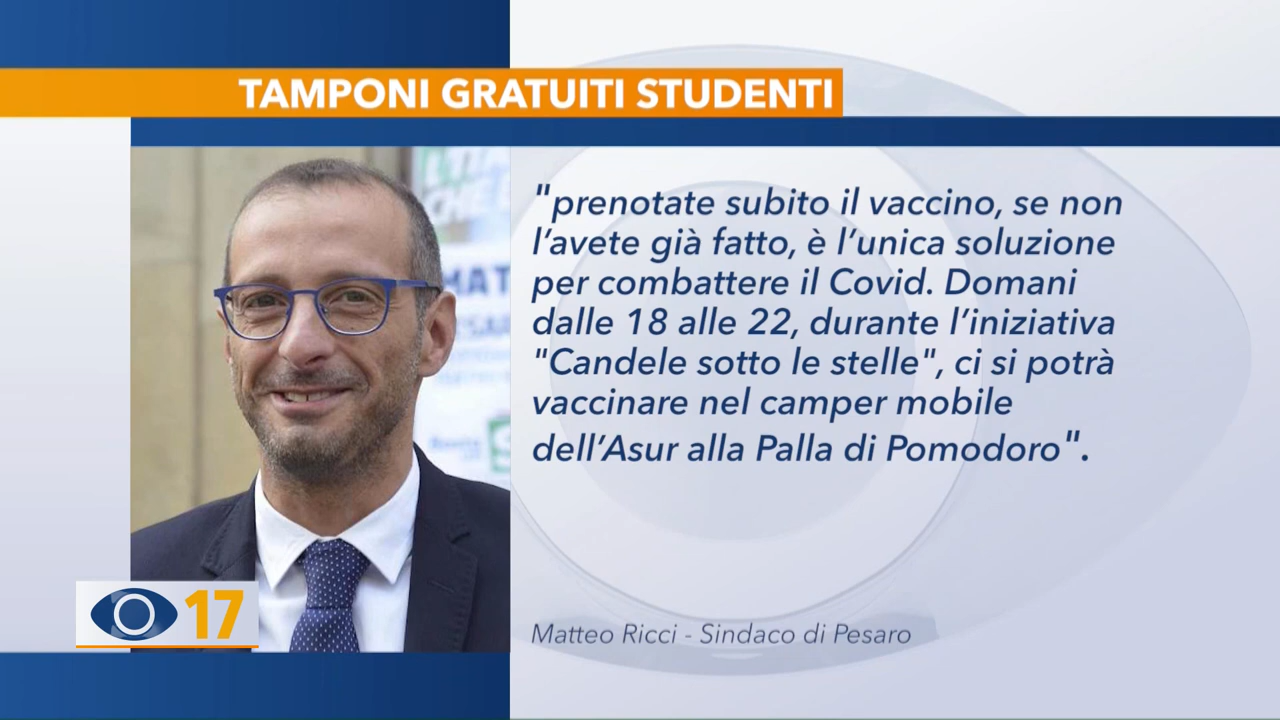 TAMPONI GRATUITI STUDENTI
"prenotate subito il vaccino, se non
l'avete già fatto, è l'unica soluzione
per combattere il Covid. Domani
dalle 18 alle 22, durante l'iniziativa
"Candele sotto le stelle", ci si potrà
vaccinare nel camper mobile
dell'Asur alla Palla di Pomodoro".
Matteo Ricci - Sindaco di Pesaro
MAT
17